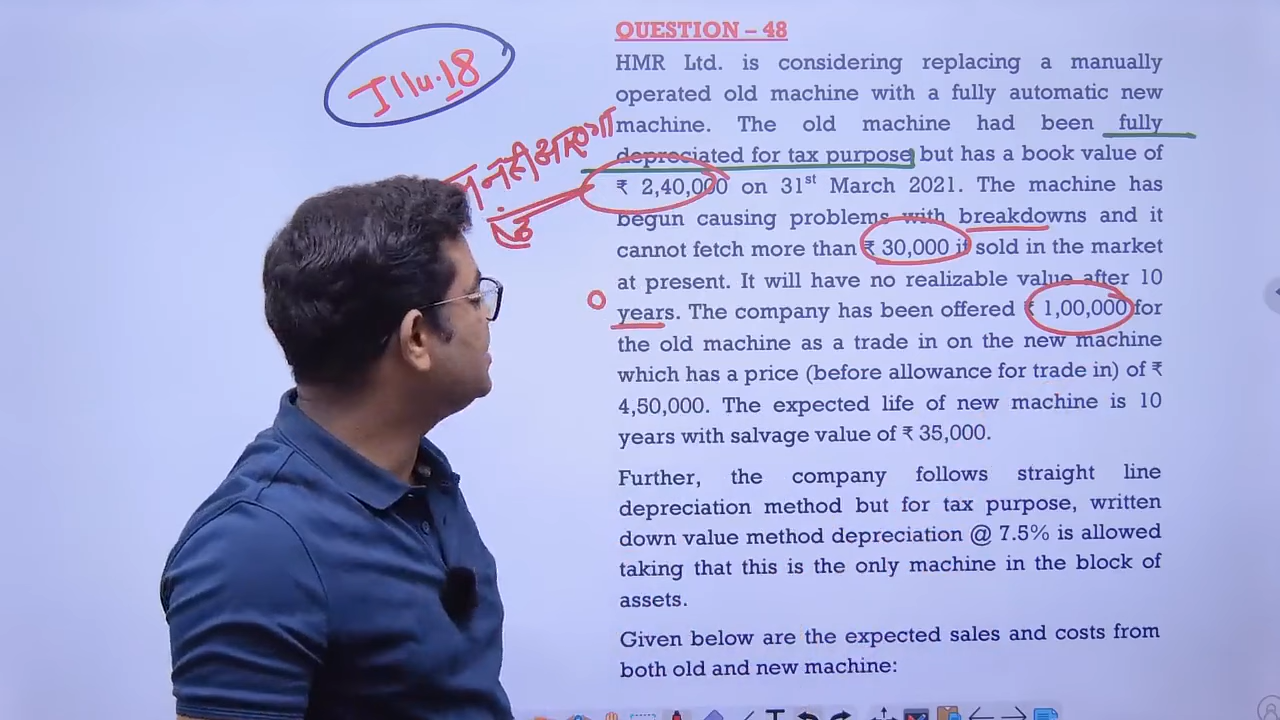 QUESTION – 48
Illu.18
HMR Ltd. is considering replacing a manually
operated old machine with a fully automatic new
machine. The old machine had been fully
depreciated for tax purpose but has a book value of
₹ 2,40,000 on 31st March 2021. The machine has
begun causing problems with breakdowns and it
cannot fetch more than ₹ 30,000 if sold in the market
at present. It will have no realizable value after 10
years. The company has been offered ₹ 1,00,000 for
the old machine as a trade in on the new machine
which has a price (before allowance for trade in) of ₹
4,50,000. The expected life of new machine is 10
years with salvage value of ₹ 35,000.
नही आएगा
0
Further, the company follows straight line
depreciation method but for tax purpose, written
down value method depreciation @ 7.5% is allowed
taking that this is the only machine in the block of
assets.
Given below are the expected sales and costs from
both old and new machine:
T